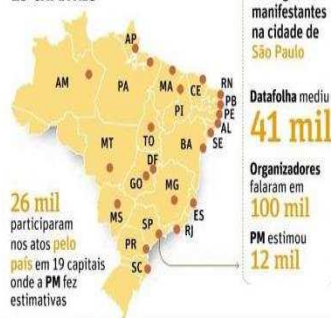 manifestantes
na cidade de
São Paulo
Datafolha mediu
41 mil
Organizadores
falaram em
100 mil
PM estimou
12 mil
AP
AM
PA
MA
CE
RN
PB
PE
AL
SE
PI
BA
TO
MT
DF
GO
MG
ES
RJ
MS
SP
PR
SC
26 mil
participaram
nos atos pelo
país em 19 capitais
onde a PM fez
estimativas